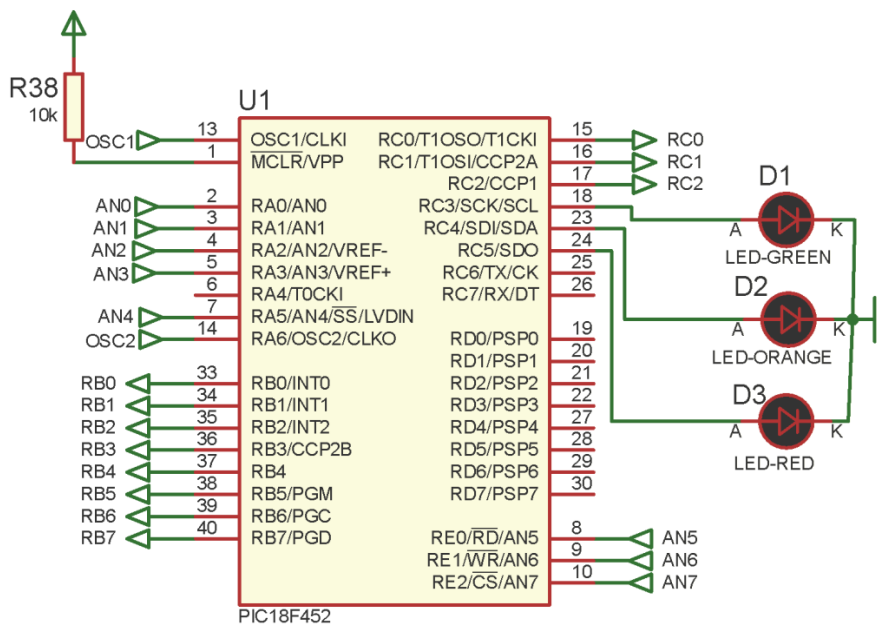 R38
10k
U1
OSC1 13 OSC1/CLKI RC0/T1OSO/T1CKI 15 RC0
1 MCLR/VPP RC1/T1OSI/CCP2A 16 RC1
RC2/CCP1 17 RC2
AN0 2 RA0/AN0 RC3/SCK/SCL 18
AN1 3 RA1/AN1 RC4/SDI/SDA 23
AN2 4 RA2/AN2/VREF- RC5/SDO 24
AN3 5 RA3/AN3/VREF+ RC6/TX/CK 25
6 RA4/T0CKI RC7/RX/DT 26
AN4 7 RA5/AN4/SS/LVDIN
OSC2 14 RA6/OSC2/CLKO RD0/PSP0 19
RD1/PSP1 20
RB0 33 RB0/INT0 RD2/PSP2 21
RB1 34 RB1/INT1 RD3/PSP3 22
RB2 35 RB2/INT2 RD4/PSP4 27
RB3 36 RB3/CCP2B RD5/PSP5 28
RB4 37 RB4 RD6/PSP6 29
RB5 38 RB5/PGM RD7/PSP7 30
RB6 39 RB6/PGC
RB7 40 RB7/PGD RE0/RD/AN5 8 AN5
RE1/WR/AN6 9 AN6
RE2/CS/AN7 10 AN7
PIC18F452
D1
A K
LED-GREEN
D2
A K
LED-ORANGE
D3
A K
LED-RED